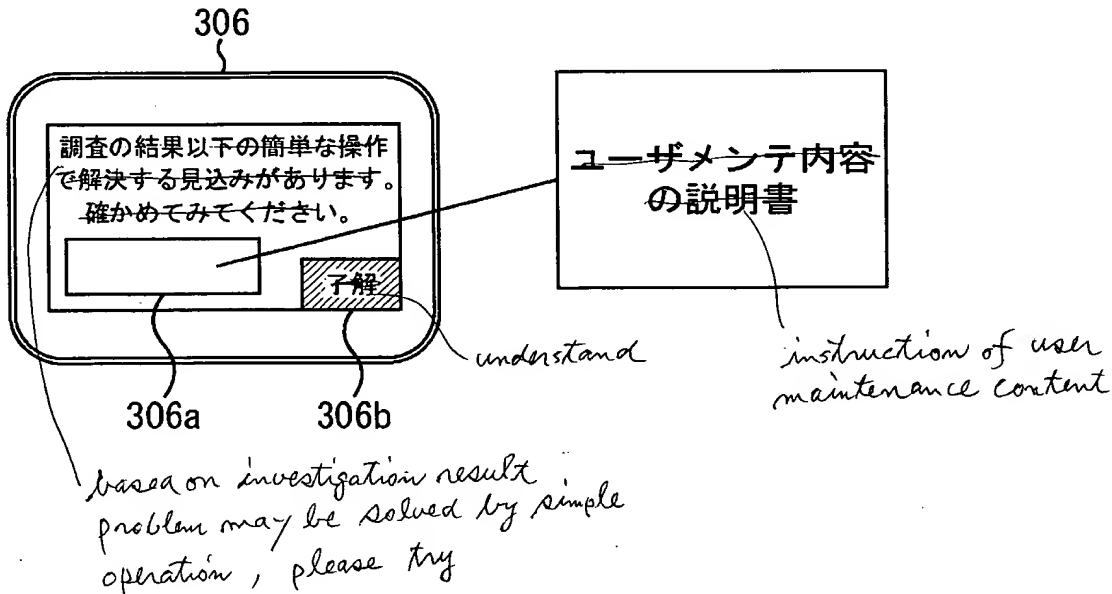 306
調査の結果以下の簡単な操作
で解決する見込みがあります。
確かめてみてください。
了解
306a
306b
ユーザメンテ内容
の説明書
understand
instruction of user
maintenance content
based on investigation result
problem may be solved by simple
operation, please try